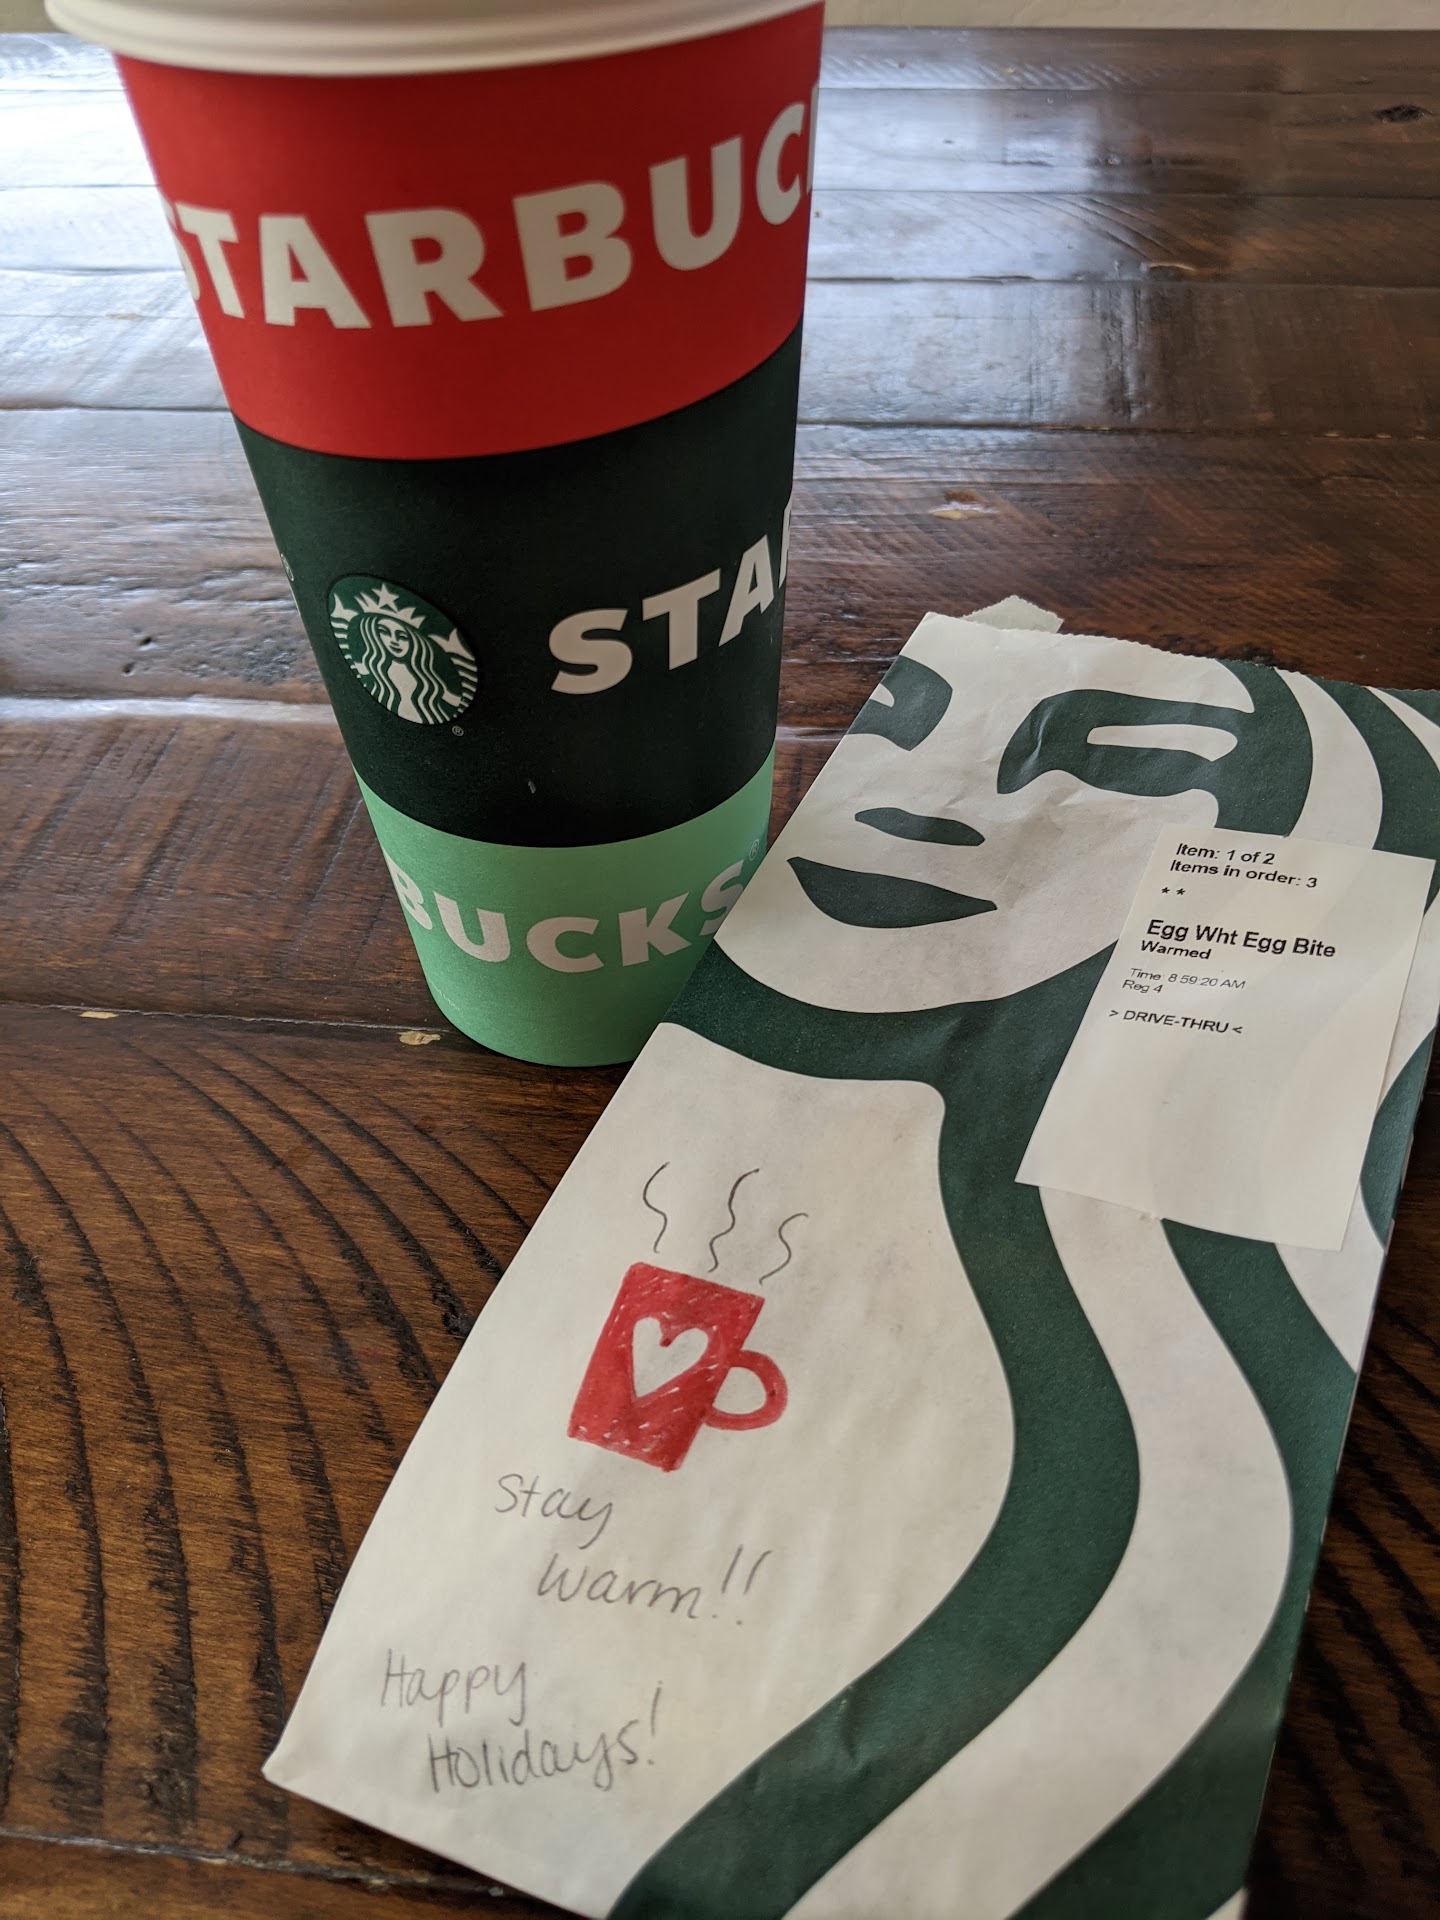 STARBUC
STAR
BUCKS®
Item: 1 of 2
Items in order: 3
* *
Egg Wht Egg Bite
Warmed
Time: 8:59:20 AM
Reg 4
> DRIVE-THRU <
Stay
Warm!!
Happy
Holidays!